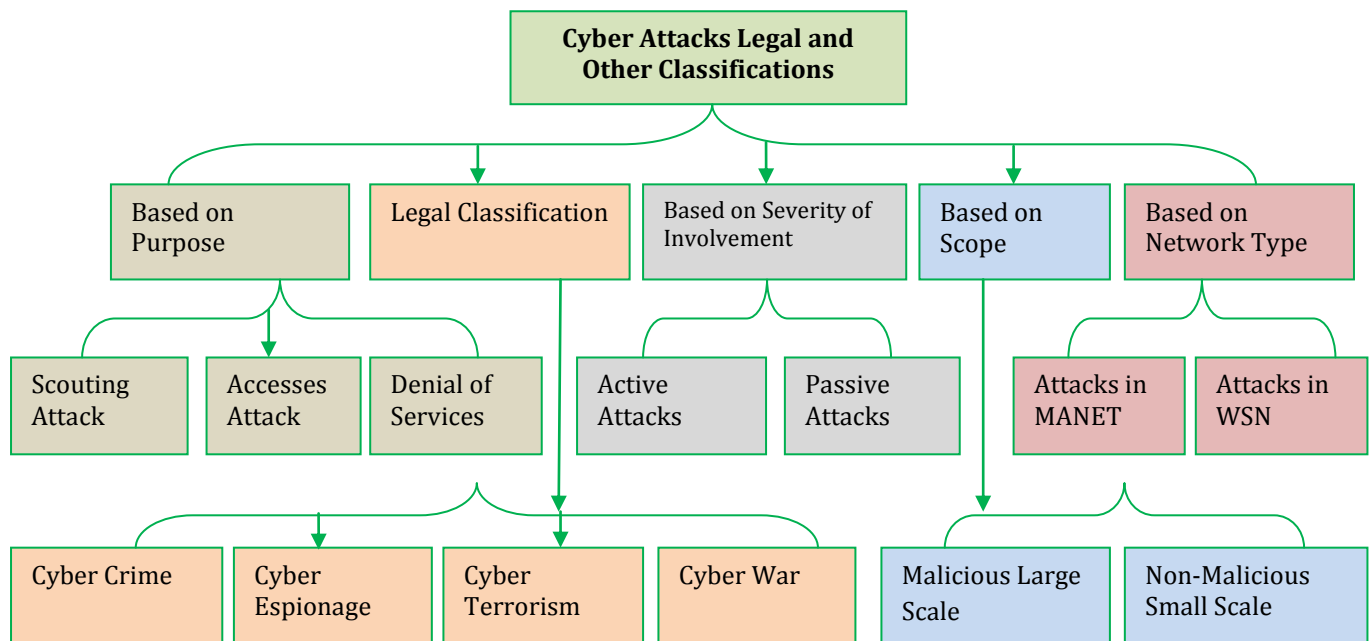 Cyber Attacks Legal and
Other Classifications
Based on
Purpose
Legal Classification
Based on Severity of
Involvement
Based on
Scope
Based on
Network Type
Scouting
Attack
Accesses
Attack
Denial of
Services
Active
Attacks
Passive
Attacks
Attacks in
MANET
Attacks in
WSN
Cyber Crime
Cyber
Espionage
Cyber
Terrorism
Cyber War
Malicious Large
Scale
Non-Malicious
Small Scale